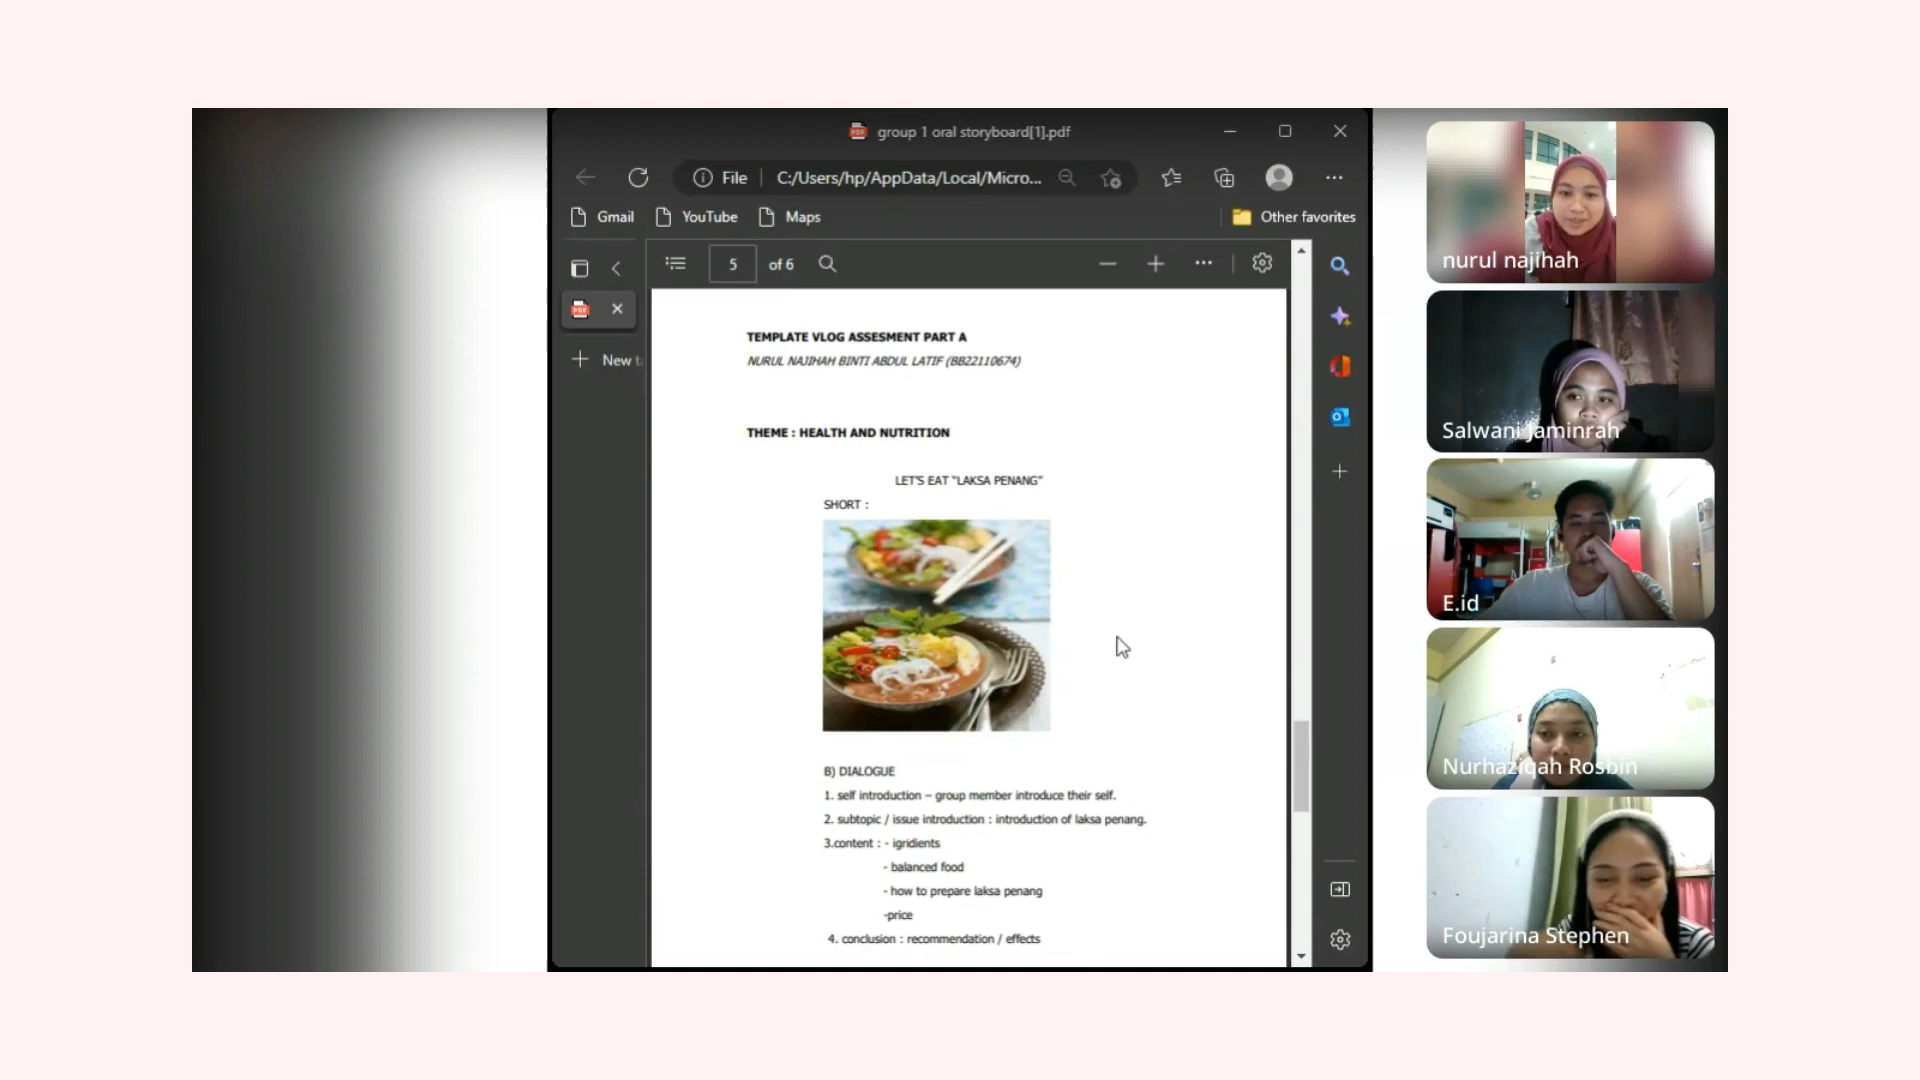 group 1 oral storyboard[1].pdf
File
C:/Users/hp/AppData/Local/Micro...
Gmail
YouTube
Maps
Other favorites
5 of 6
New t
TEMPLATE VLOG ASSESMENT PART A
NURUL NAJIHAH BINTI ABDUL LATIF (BB22110674)
THEME : HEALTH AND NUTRITION
LET'S EAT "LAKSA PENANG"
SHORT :
B) DIALOGUE
1. self introduction – group member introduce their self.
2. subtopic / issue introduction : introduction of laksa penang.
3.content : - igridients
- balanced food
- how to prepare laksa penang
-price
4. conclusion : recommendation / effects
nurul najihah
Salwani Jaminrah
E.id
Nurhaziqah Rosbin
Foujarina Stephen